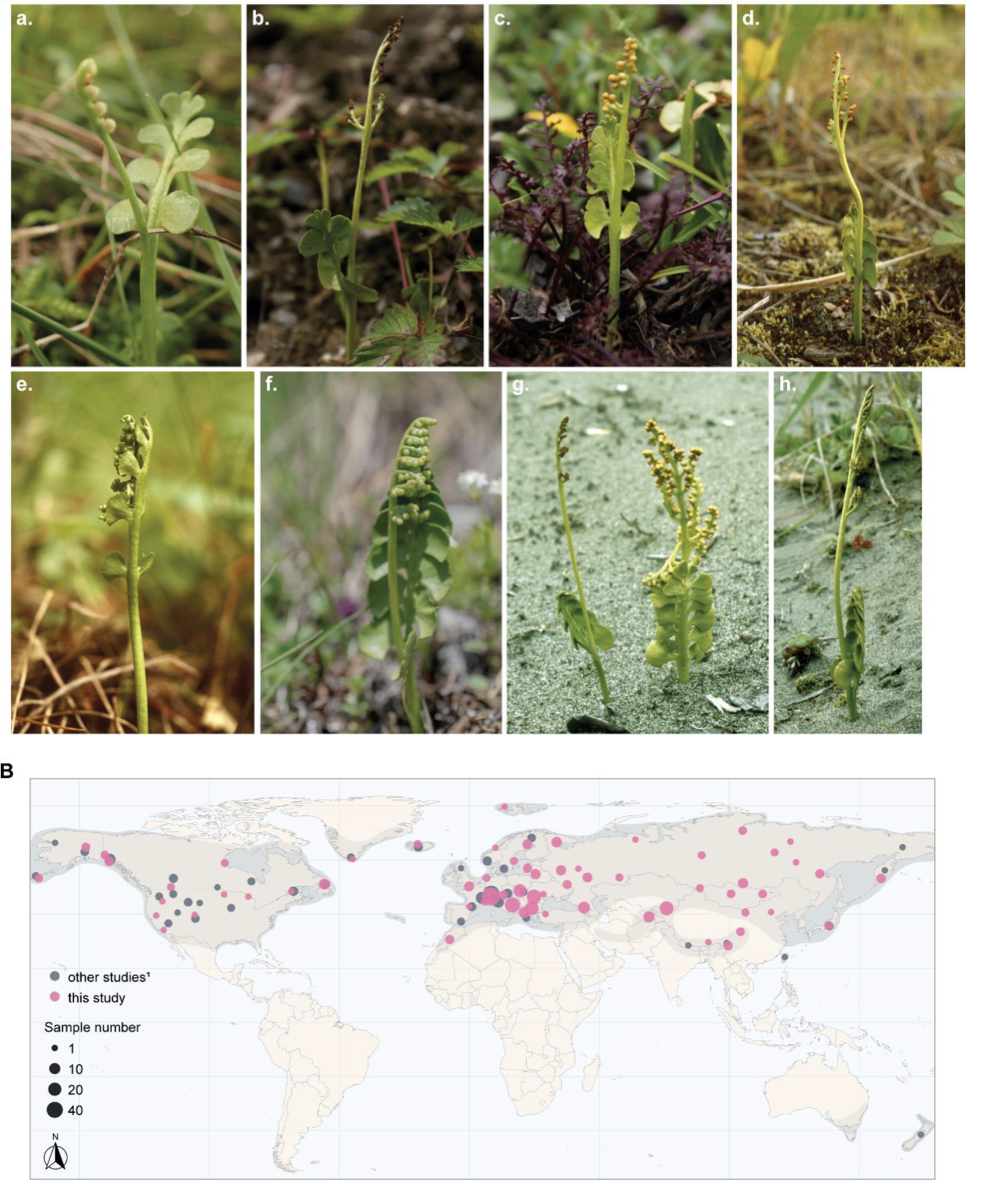 a.
b.
c.
d.
e.
f.
g.
h.
B
other studies¹
this study
Sample number
1
10
20
40
N